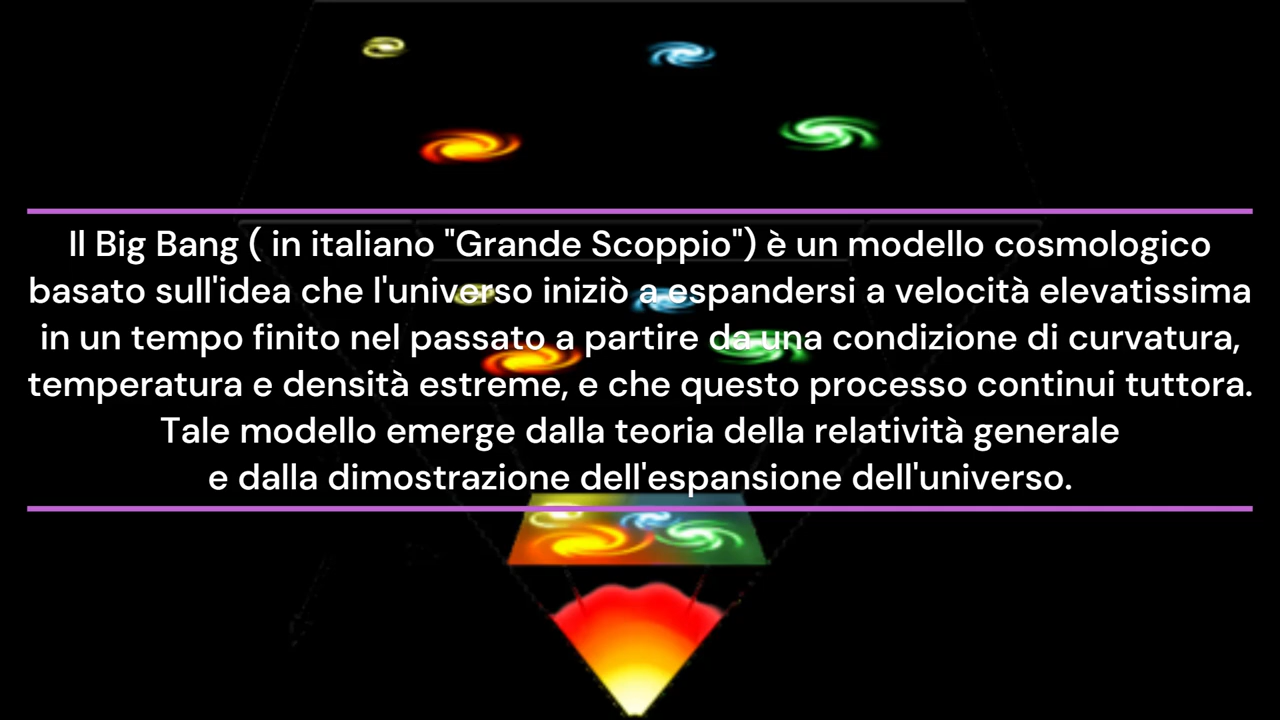 Il Big Bang ( in italiano "Grande Scoppio") è un modello cosmologico
basato sull'idea che l'universo iniziò a espandersi a velocità elevatissima
in un tempo finito nel passato a partire da una condizione di curvatura,
temperatura e densità estreme, e che questo processo continui tuttora.
Tale modello emerge dalla teoria della relatività generale
e dalla dimostrazione dell'espansione dell'universo.